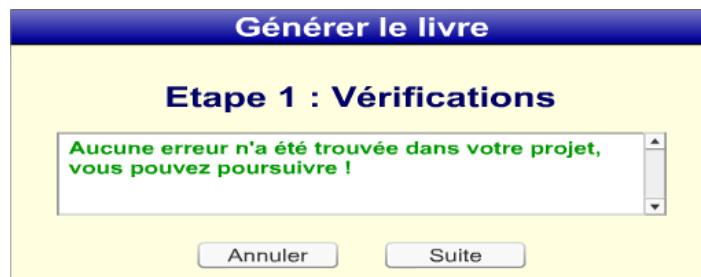 Générer le livre
Etape 1 : Vérifications
Aucune erreur n'a été trouvée dans votre projet,
vous pouvez poursuivre !
Annuler Suite